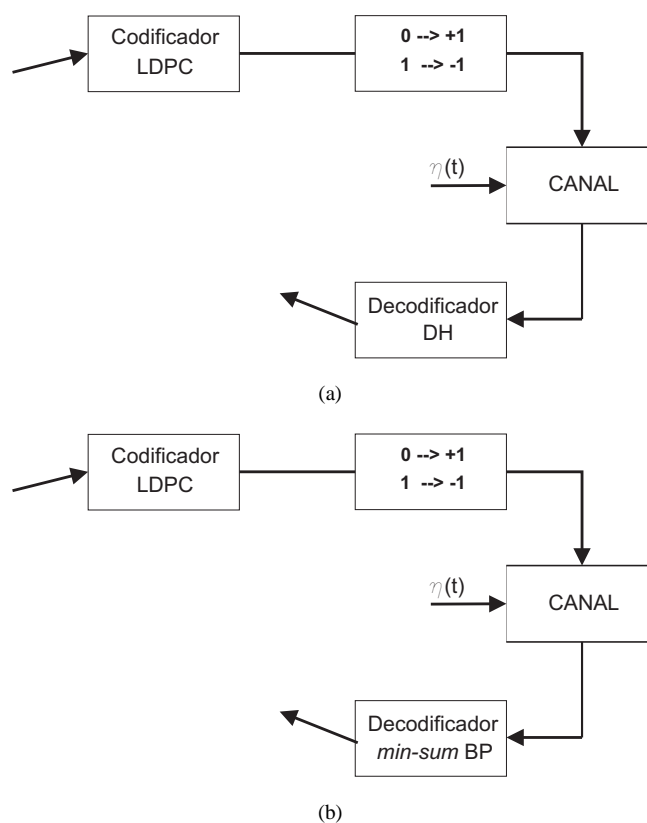 Codificador
LDPC
0 --> +1
1 --> -1
η(t)
CANAL
Decodificador
DH
(a)
Codificador
LDPC
0 --> +1
1 --> -1
η(t)
CANAL
Decodificador
min-sum BP
(b)